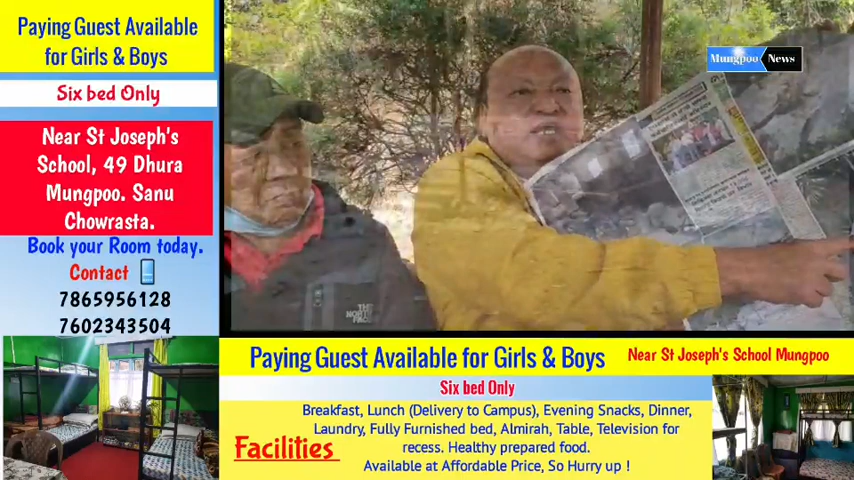 Paying Guest Available
for Girls & Boys
Six bed Only
Near St Joseph's
School, 49 Dhura
Mungpoo. Sanu
Chowrasta.
Book your Room today.
Contact
7865956128
7602343504
Mungpoo News
THE
NORTH
FACE
Paying Guest Available for Girls & Boys
Near St Joseph's School Mungpoo
Six bed Only
Breakfast, Lunch (Delivery to Campus), Evening Snacks, Dinner,
Laundry, Fully Furnished bed, Almirah, Table, Television for
recess. Healthy prepared food.
Available at Affordable Price, So Hurry up !
Facilities